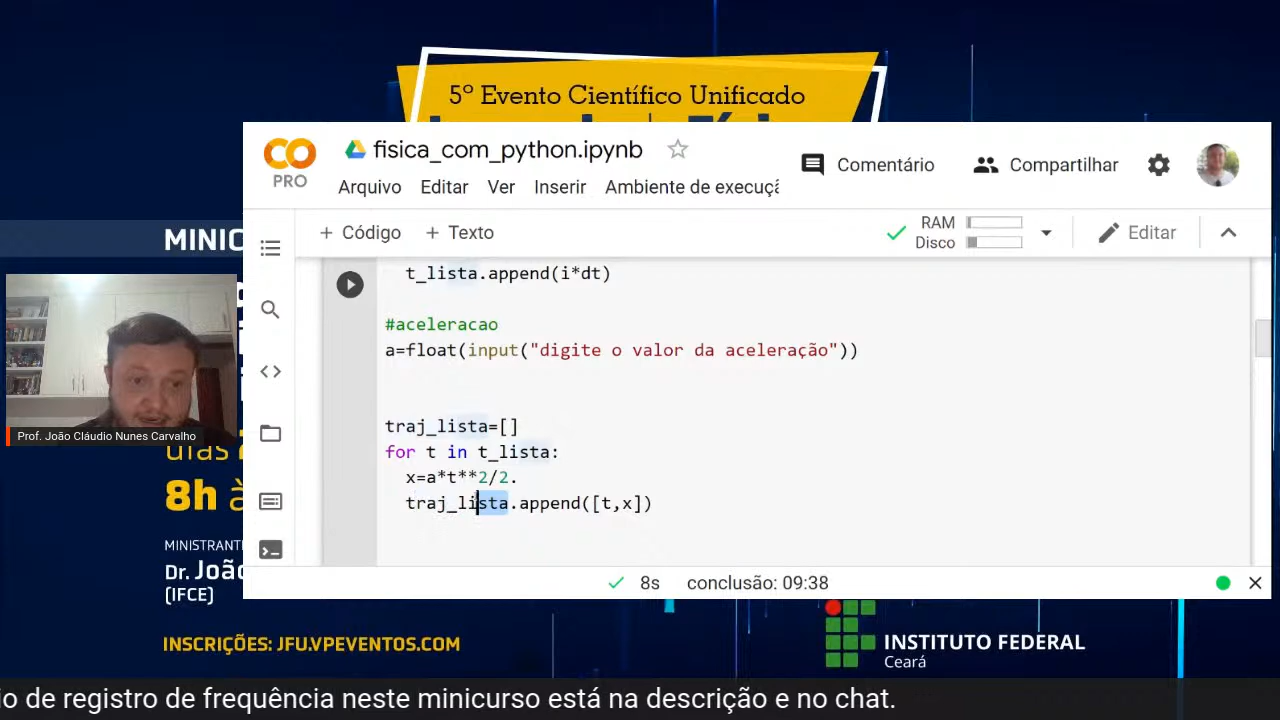 5º Evento Científico Unificado
CO
PRO
fisica_com_python.ipynb
Comentário
Compartilhar
Arquivo
Editar
Ver
Inserir
Ambiente de execuçã
+ Código
+ Texto
RAM
Disco
Editar
MINIC
t_lista.append(i*dt)
#aceleracao
a=float(input("digite o valor da aceleração"))
traj_lista=[]
for t in t_lista:
x=a*t**2/2.
traj_lista.append([t,x])
Prof. João Cláudio Nunes Carvalho
8h à
MINISTRANT
Dr. Joã
(IFCE)
8s
conclusão: 09:38
INSCRIÇÕES: JFU.VPEVENTOS.COM
INSTITUTO FEDERAL
Ceará
io de registro de frequência neste minicurso está na descrição e no chat.